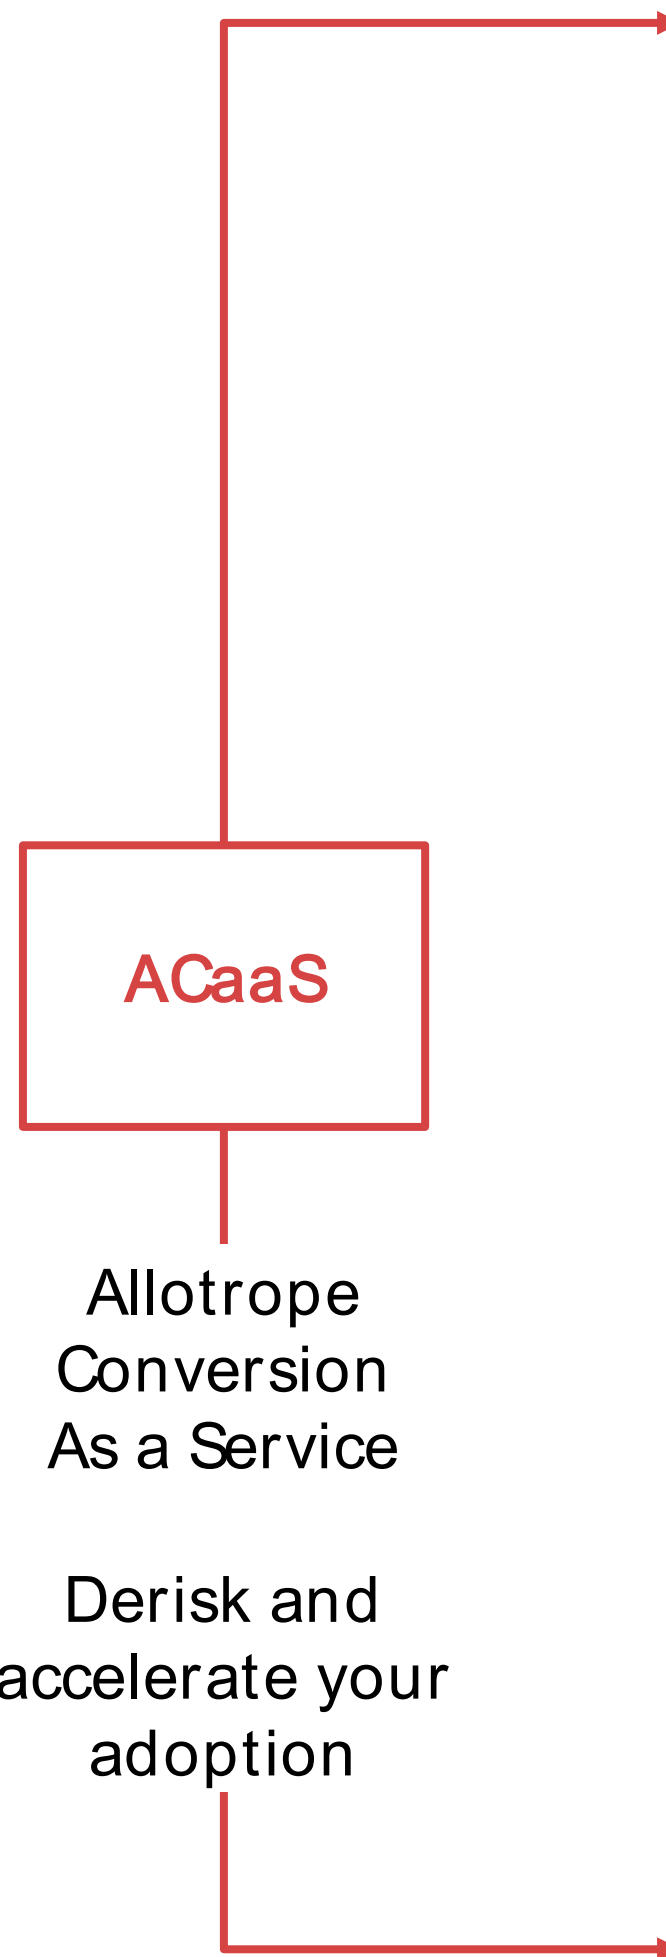 ACaaS
Allotrope
Conversion
As a Service
Derisk and
accelerate your
adoption